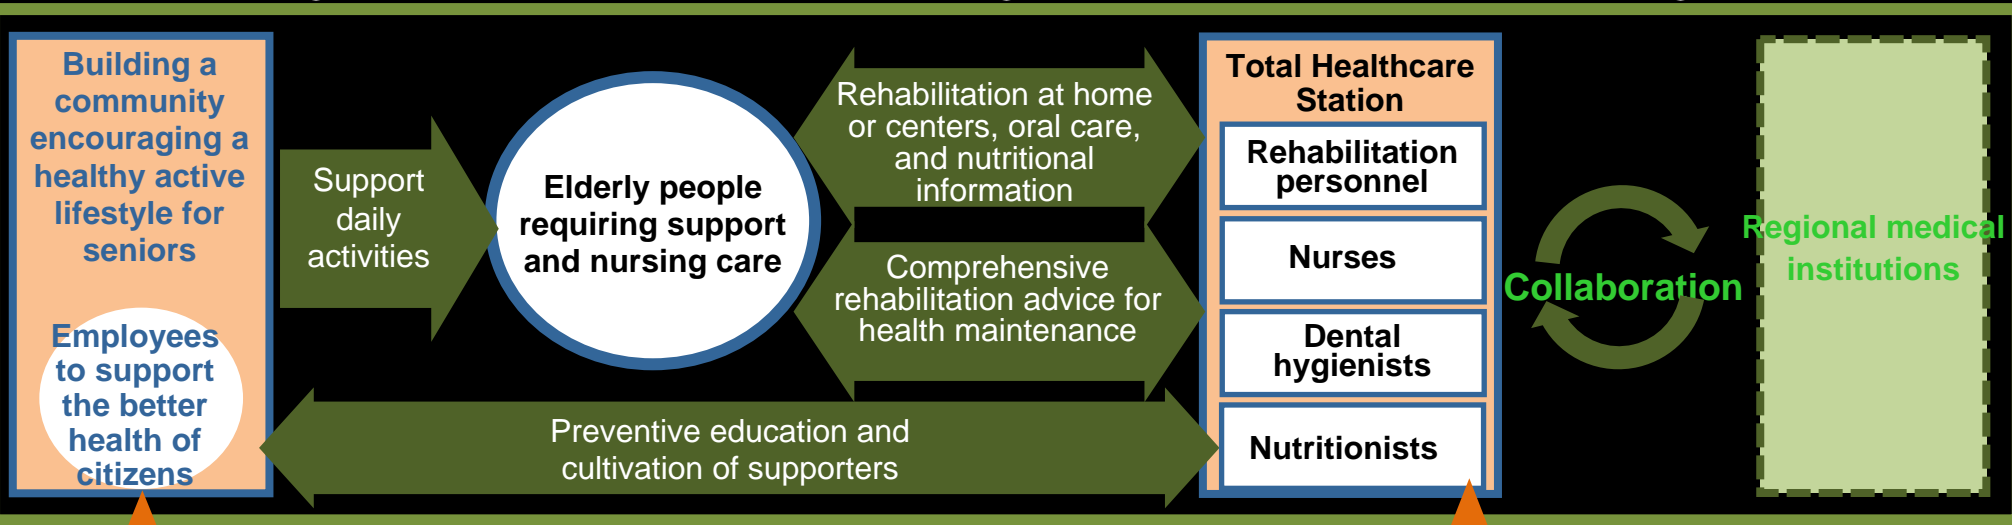 Building a
community
encouraging a
healthy active
lifestyle for
seniors
Employees
to support
the better
health of
citizens
Support
daily
activities
Elderly people
requiring support
and nursing care
Rehabilitation at home
or centers, oral care,
and nutritional
information
Comprehensive
rehabilitation advice for
health maintenance
Preventive education and
cultivation of supporters
Total Healthcare
Station
Rehabilitation
personnel
Nurses
Dental
hygienists
Nutritionists
Collaboration
Regional medical
institutions